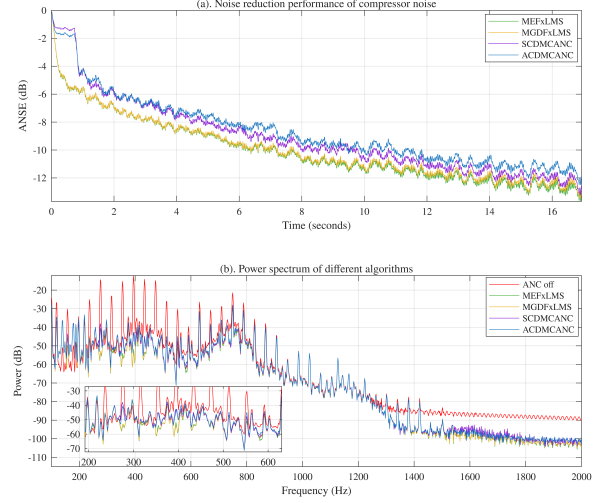 (a). Noise reduction performance of compressor noise
0
-2
-4
-6
-8
-10
-12
ANSE (dB)
MEFxLMS
MGDFxLMS
SCDMCANC
ACDMCANC
0 2 4 6 8 10 12 14 16
Time (seconds)
(b). Power spectrum of different algorithms
-20
-30
-40
-50
-60
-70
-80
-90
-100
-110
Power (dB)
ANC off
MEFxLMS
MGDFxLMS
SCDMCANC
ACDMCANC
-30
-40
-50
-60
-70
200 300 400 500 600
200 400 600 800 1000 1200 1400 1600 1800 2000
Frequency (Hz)